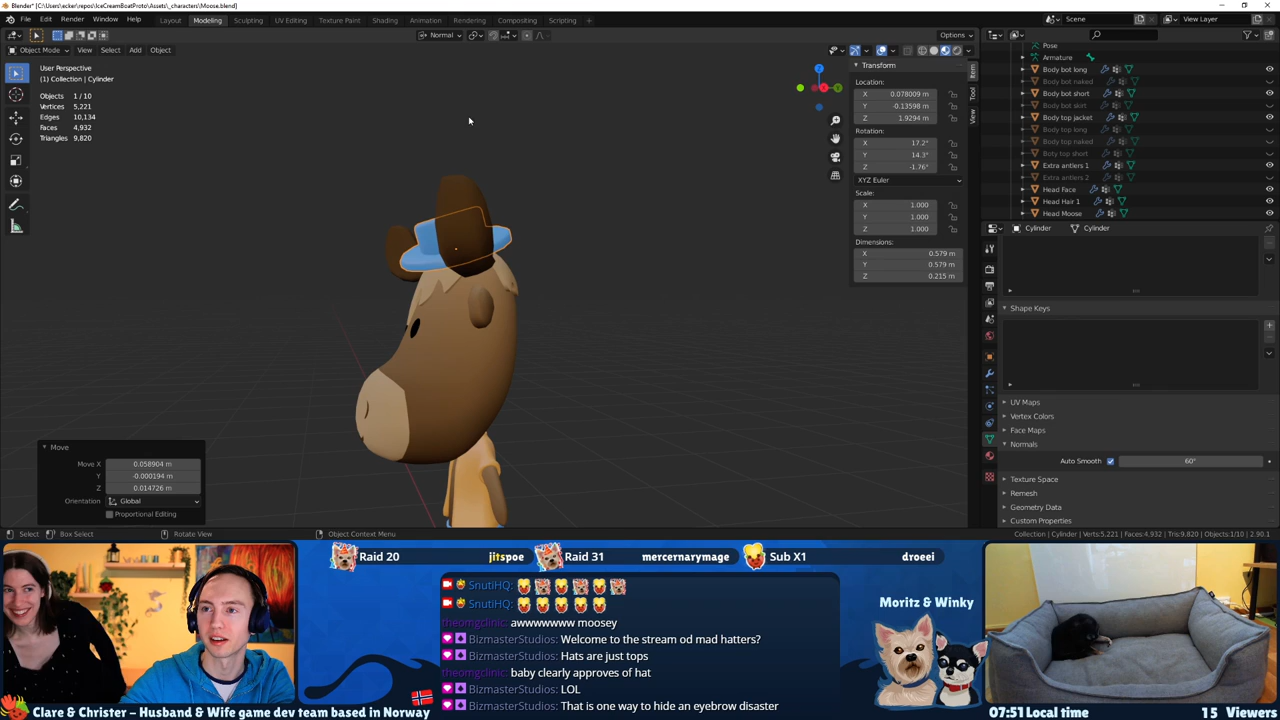 Blender* [C:\Users\ecker\repos\IceCreamBoatProto\Assets\_characters\Moose.blend]
File Edit Render Window Help Layout Modeling Sculpting UV Editing Texture Paint Shading Animation Rendering Compositing Scripting Scene View Layer
Normal Options
Object Mode View Select Add Object
User Perspective
(1) Collection | Cylinder
Objects 1 / 10
Vertices 5,221
Edges 10,134
Faces 4,932
Triangles 9,820
Transform
Location:
X 0.078009 m
Y -0.13598 m
Z 1.9294 m
Rotation:
X 17.2°
Y 14.3°
Z -1.76°
XYZ Euler
Scale:
X 1.000
Y 1.000
Z 1.000
Dimensions:
X 0.579 m
Y 0.579 m
Z 0.215 m
Item
Tool
View
Pose
Armature
Body bot long
Body bot naked
Body bot short
Body bot skirt
Body top jacket
Body top long
Body top naked
Boty top short
Extra antlers 1
Extra antlers 2
Head Face
Head Hair 1
Head Moose
Cylinder Cylinder
Shape Keys
UV Maps
Vertex Colors
Face Maps
Normals
Auto Smooth 60°
Texture Space
Remesh
Geometry Data
Custom Properties
Move
Move X 0.058904 m
Y -0.000194 m
Z 0.014726 m
Orientation Global
Proportional Editing
Select Box Select Rotate View Object Context Menu
Collection | Cylinder | Verts:5,221 | Faces:4,932 | Tris:9,820 | Objects:1/10 | 2.90.1
Raid 20 jitspoe Raid 31 mercernarymage Sub X1 droeei
SnutiHQ:
SnutiHQ:
theomgclinic: awwwwwww moosey
BizmasterStudios: Welcome to the stream od mad hatters?
BizmasterStudios: Hats are just tops
theomgclinic: baby clearly approves of hat
BizmasterStudios: LOL
BizmasterStudios: That is one way to hide an eyebrow disaster
Moritz & Winky
Clare & Christer – Husband & Wife game dev team based in Norway
07:51 Local time 15 Viewers